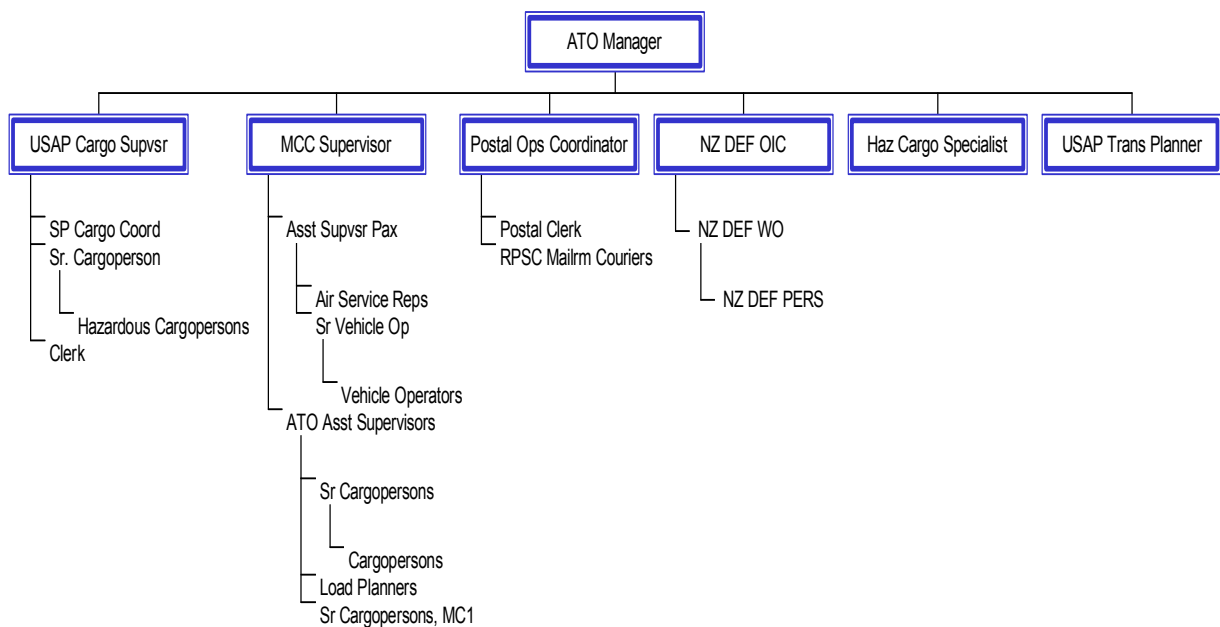 ATO Manager
USAP Cargo Supvsr
MCC Supervisor
Postal Ops Coordinator
NZ DEF OIC
Haz Cargo Specialist
USAP Trans Planner
SP Cargo Coord
Sr. Cargoperson
Hazardous Cargopersons
Clerk
Asst Supvsr Pax
Air Service Reps
Sr Vehicle Op
Vehicle Operators
ATO Asst Supervisors
Sr Cargopersons
Cargopersons
Load Planners
Sr Cargopersons, MC1
Postal Clerk
RPSC Mailrm Couriers
NZ DEF WO
NZ DEF PERS